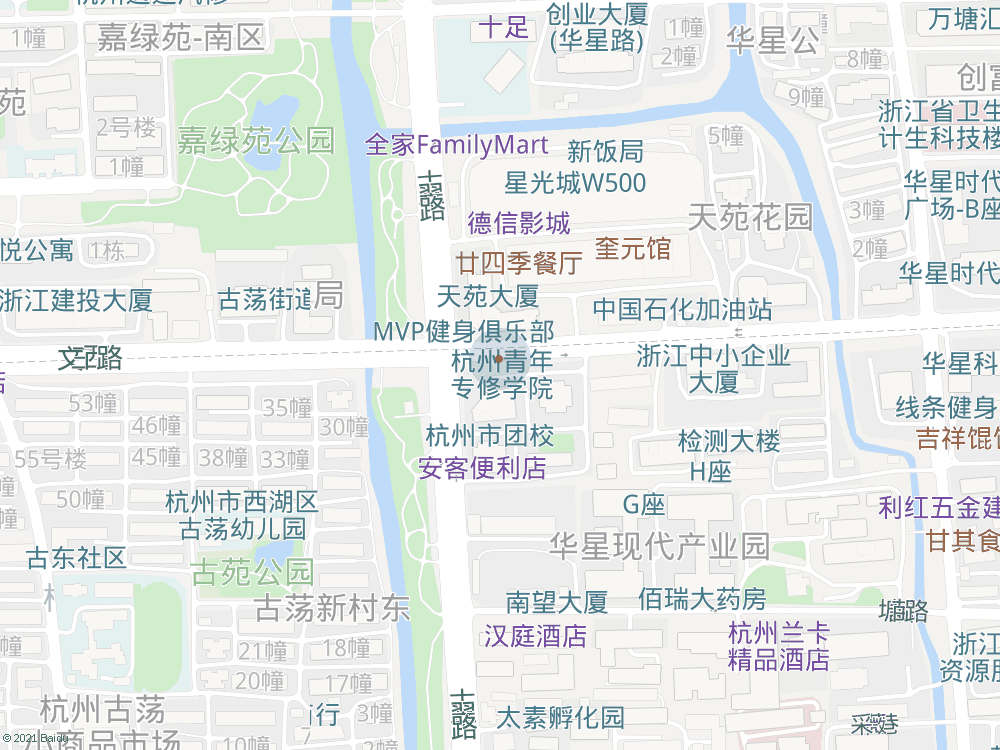 十足
创业大厦
(华星路)
万塘汇
1幢
嘉绿苑-南区
华星公
1幢
2幢
8幢
创富
苑
9幢
浙江省卫生
计生科技楼
2号楼
嘉绿苑公园
全家FamilyMart
新饭局
5幢
1幢
星光城W500
华星时代
广场-B座
3幢
德信影城
天苑花园
悦公寓
1栋
廿四季餐厅
奎元馆
2幢
华星时代
浙江建投大厦
古荡街道
局
天苑大厦
中国石化加油站
MVP健身俱乐部
文三路
杭州青年
专修学院
浙江中小企业
大厦
华星科
53幢
35幢
线条健身
46幢
30幢
杭州市团校
检测大楼
吉祥馄饨
55号楼
45幢
38幢
33幢
安客便利店
H座
50幢
杭州市西湖区
古荡幼儿园
G座
利红五金建
古东社区
华星现代产业园
甘其食
古苑公园
古荡新村东
南望大厦
佰瑞大药房
1幢
21幢
18幢
汉庭酒店
杭州兰卡
精品酒店
浙江
20幢
17幢
杭州古荡
小商品市场
3幢
太素孵化园
© 2021 Baidu